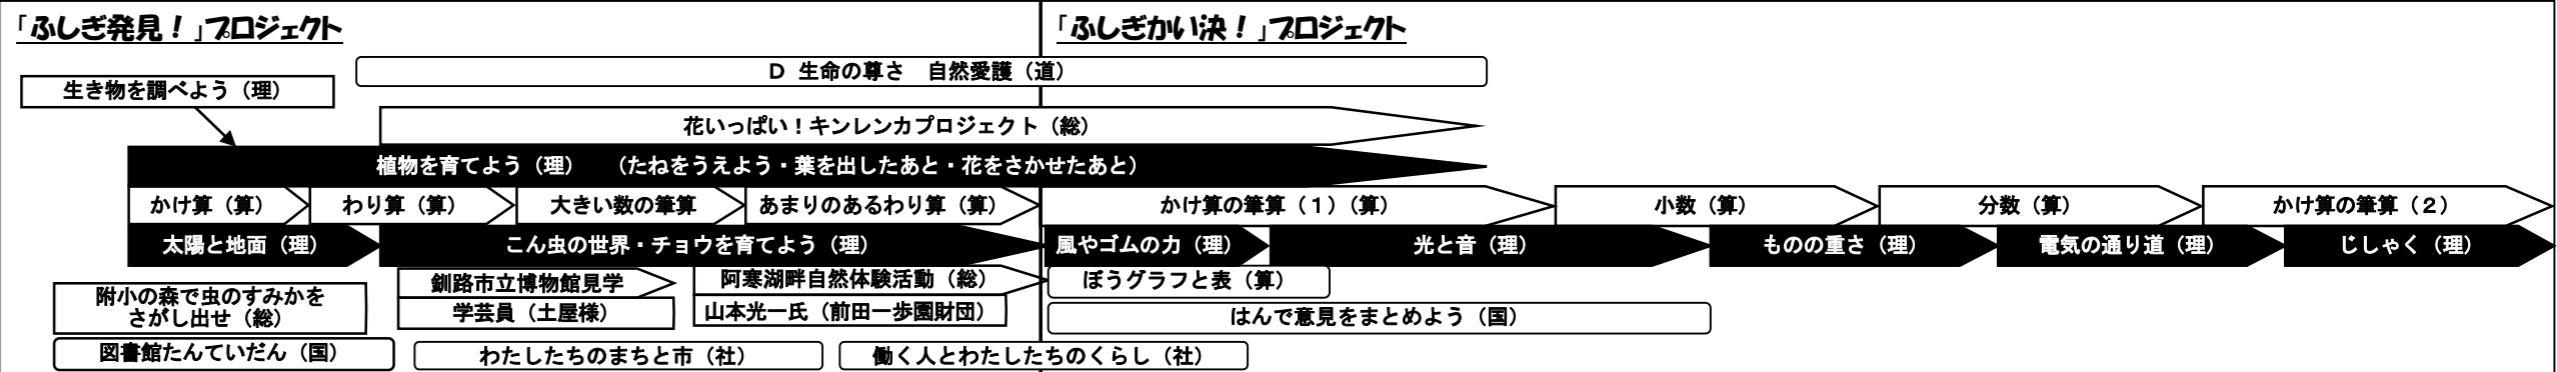 「ふしぎ発見！」プロジェクト
「ふしぎかい決！」プロジェクト
D 生命の尊さ　自然愛護（道）
生き物を調べよう（理）
花いっぱい！キンレンカプロジェクト（総）
植物を育てよう（理）　（たねをうえよう・葉を出したあと・花をさかせたあと）
かけ算（算）
わり算（算）
大きい数の筆算
あまりのあるわり算（算）
かけ算の筆算（１）（算）
小数（算）
分数（算）
かけ算の筆算（２）
太陽と地面（理）
こん虫の世界・チョウを育てよう（理）
風やゴムの力（理）
光と音（理）
ものの重さ（理）
電気の通り道（理）
じしゃく（理）
釧路市立博物館見学
学芸員（土屋様）
阿寒湖畔自然体験活動（総）
山本光一氏（前田一歩園財団）
ぼうグラフと表（算）
附小の森で虫のすみかを
さがし出せ（総）
はんで意見をまとめよう（国）
図書館たんていだん（国）
わたしたちのまちと市（社）
働く人とわたしたちのくらし（社）